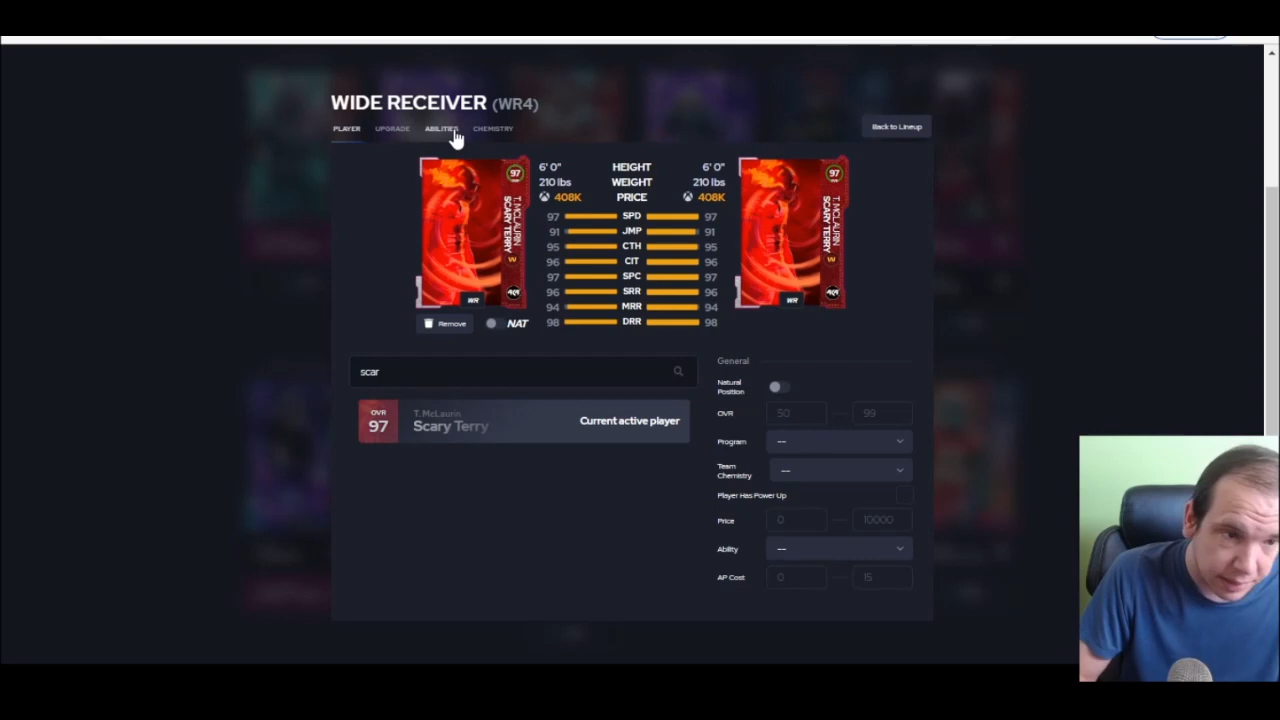 WIDE RECEIVER (WR4)
PLAYER UPGRADE ABILITIES CHEMISTRY
Back to Lineup
97
T. MCLAURIN
SCARY TERRY
W
WR
6' 0" HEIGHT 6' 0"
210 lbs WEIGHT 210 lbs
408K PRICE 408K
97 SPD 97
91 JMP 91
95 CTH 95
96 CIT 96
97 SPC 97
96 SRR 96
94 MRR 94
98 DRR 98
97
T. MCLAURIN
SCARY TERRY
W
WR
Remove NAT
scar
OVR
97
T. McLaurin
Scary Terry
Current active player
General
Natural
Position
OVR 50 — 99
Program --
Team
Chemistry --
Player Has Power Up
Price 0 — 10000
Ability --
AP Cost 0 — 15